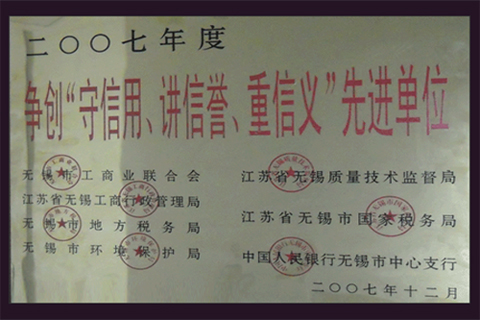 二〇〇七年度
争创“守信用、讲信誉、重信义”先进单位
无锡市工商业联合会
江苏省无锡工商行政管理局
无锡市地方税务局
无锡市环境保护局
江苏省无锡质量技术监督局
江苏省无锡市国家税务局
中国人民银行无锡市中心支行
二〇〇七年十二月